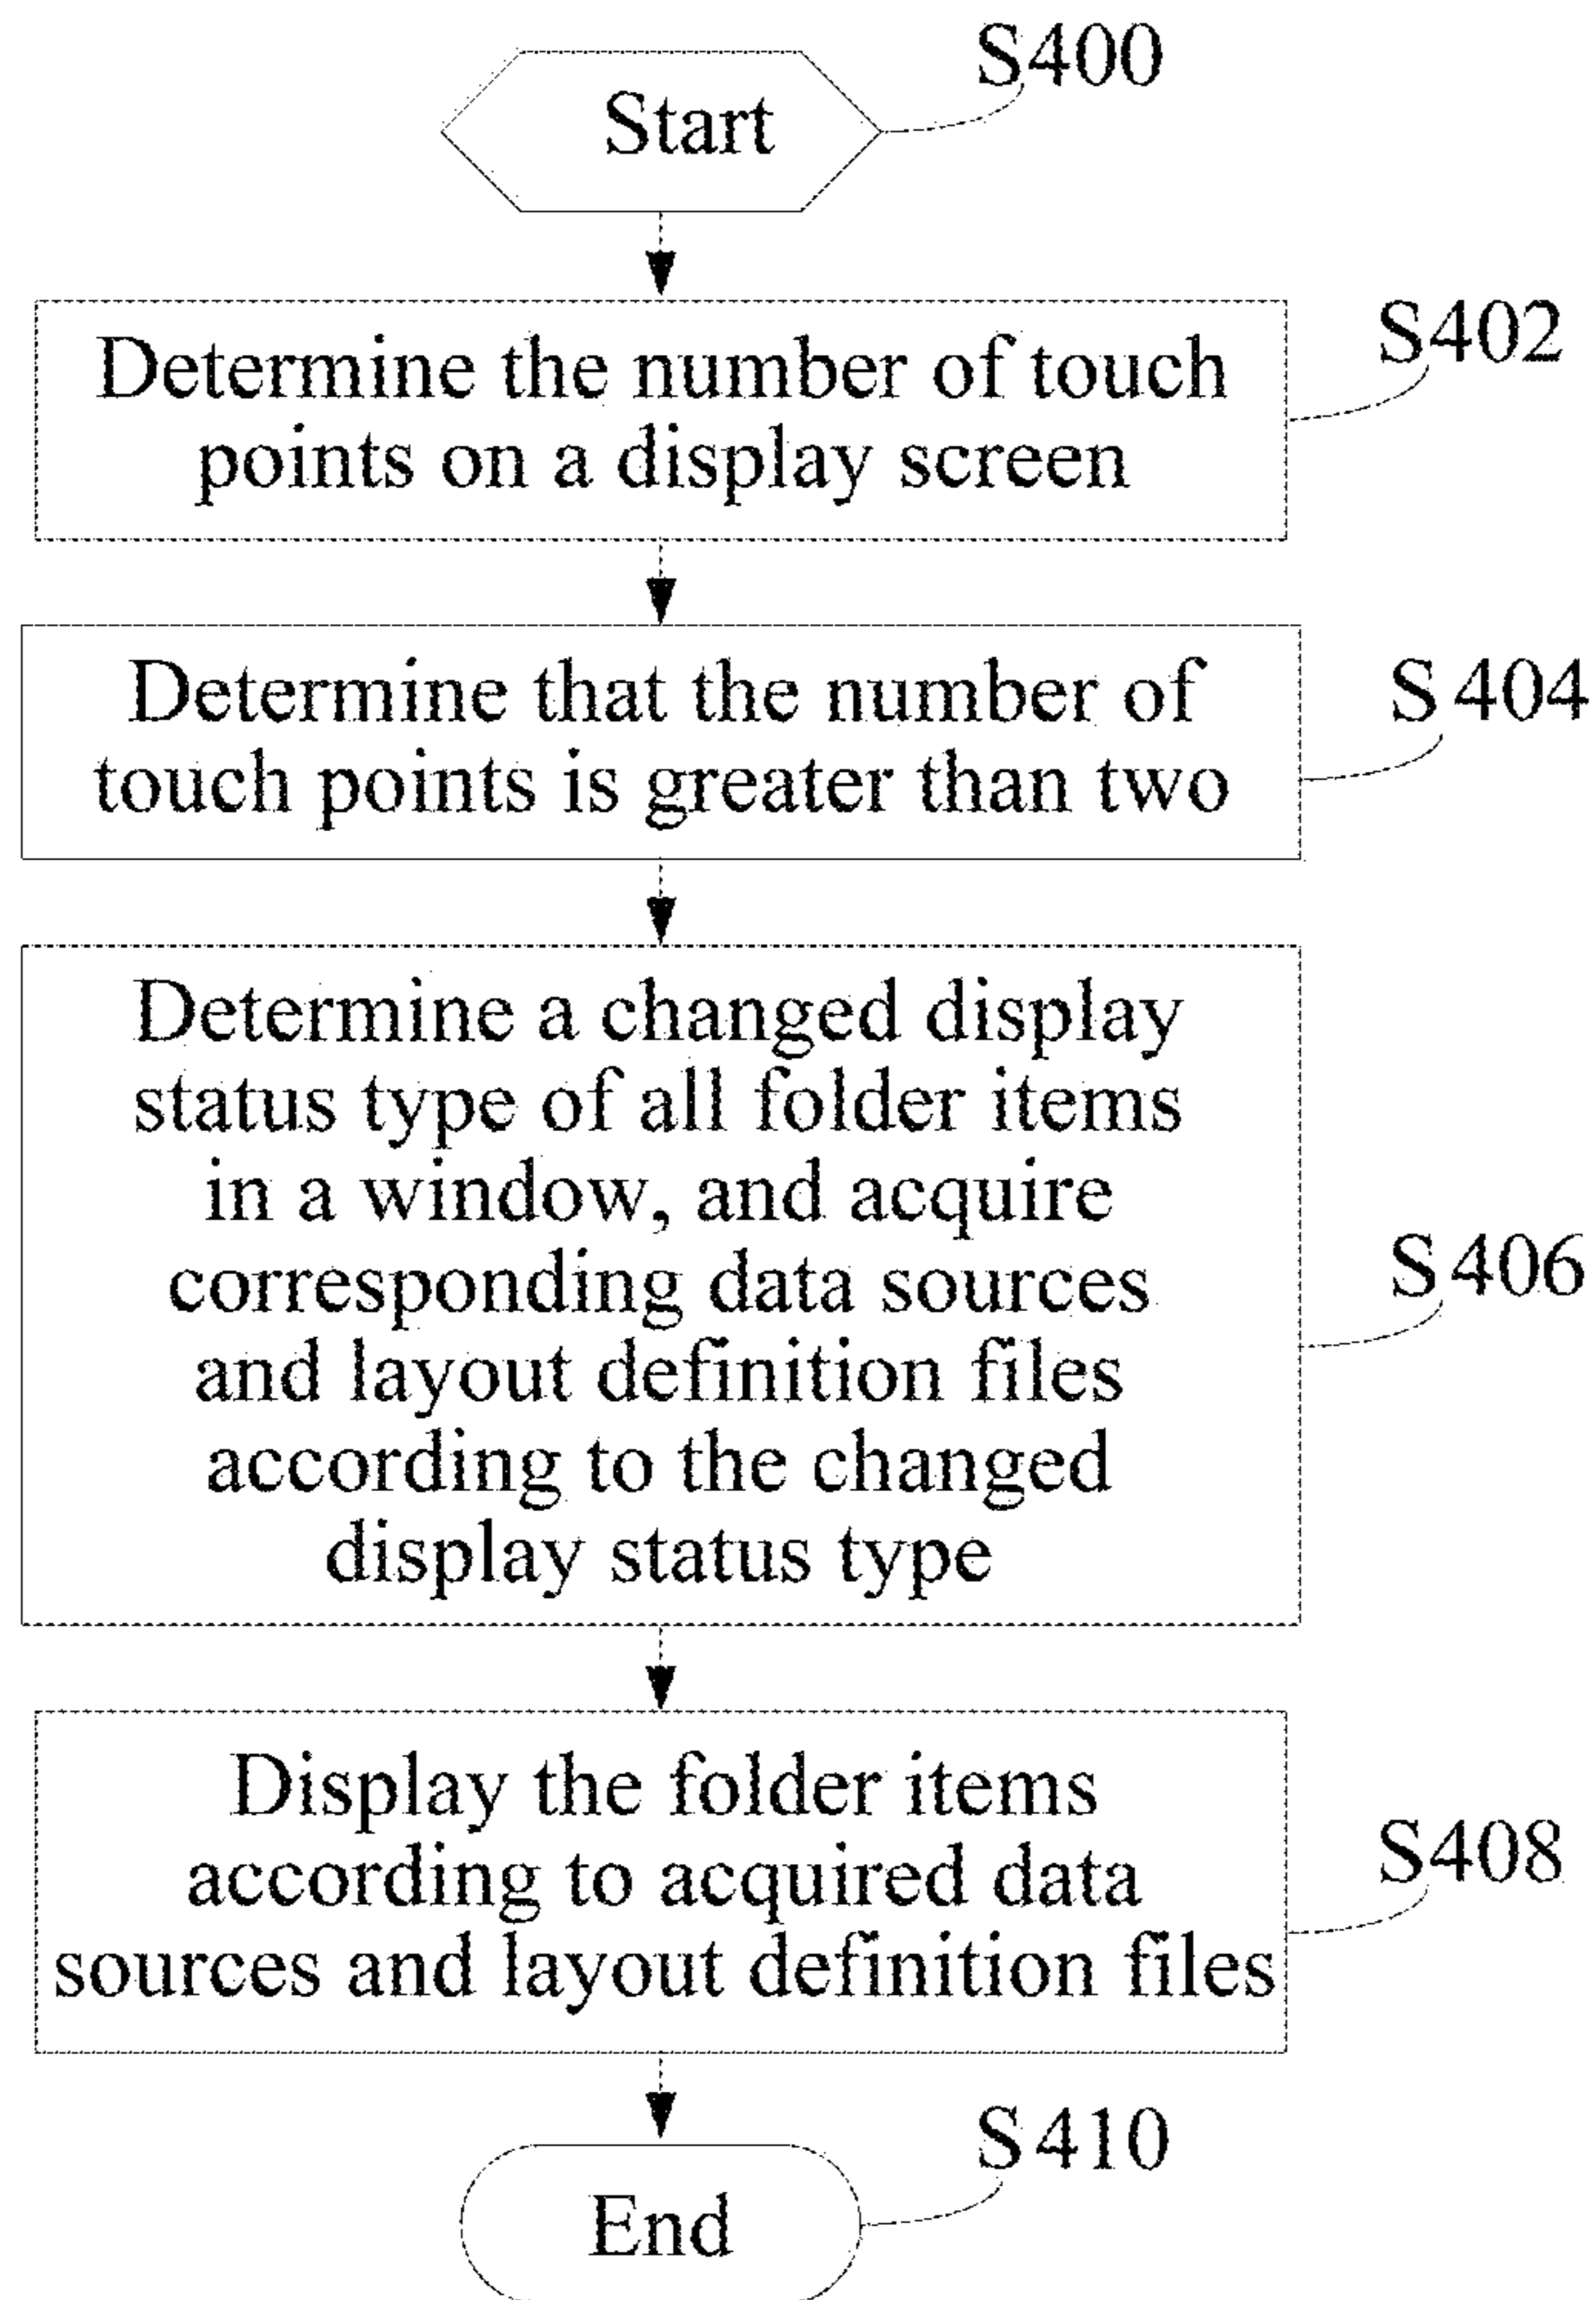 S400
Start
S402
Determine the number of touch
points on a display screen
S 404
Determine that the number of
touch points is greater than two
Determine a changed display
status type of all folder items
in a window, and acquire
corresponding data sources
and layout definition files
according to the changed
display status type
S 406
Display the folder items
according to acquired data
sources and layout definition files
S408
S 410
End